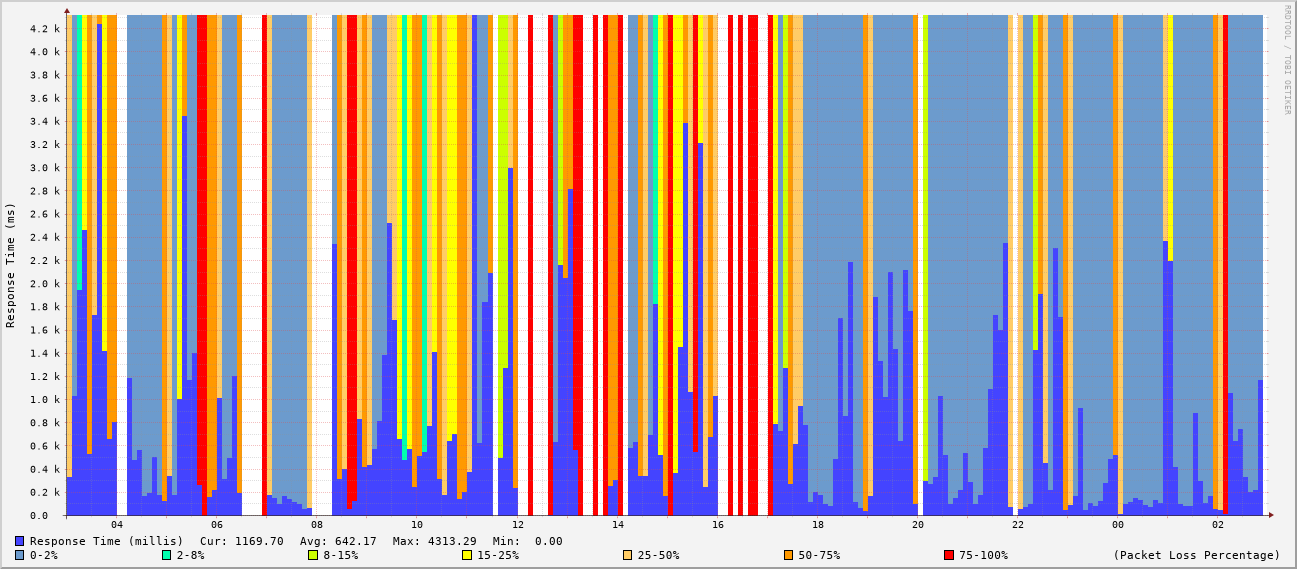 4.2 k
4.0 k
3.8 k
3.6 k
3.4 k
3.2 k
3.0 k
2.8 k
2.6 k
2.4 k
2.2 k
2.0 k
1.8 k
1.6 k
1.4 k
1.2 k
1.0 k
0.8 k
0.6 k
0.4 k
0.2 k
0.0
Response Time (ms)
RRDTOOL / TOBI OETIKER
04 06 08 10 12 14 16 18 20 22 00 02
Response Time (millis) Cur: 1169.70 Avg: 642.17 Max: 4313.29 Min: 0.00
0-2% 2-8% 8-15% 15-25% 25-50% 50-75% 75-100% (Packet Loss Percentage)